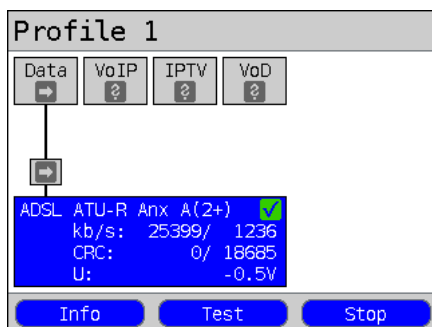 Profile 1
Data VoIP IPTV VoD
? ? ?
ADSL ATU-R Anx A(2+)
kb/s: 25399/ 1236
CRC: 0/ 18685
U: -0.5V
Info Test Stop